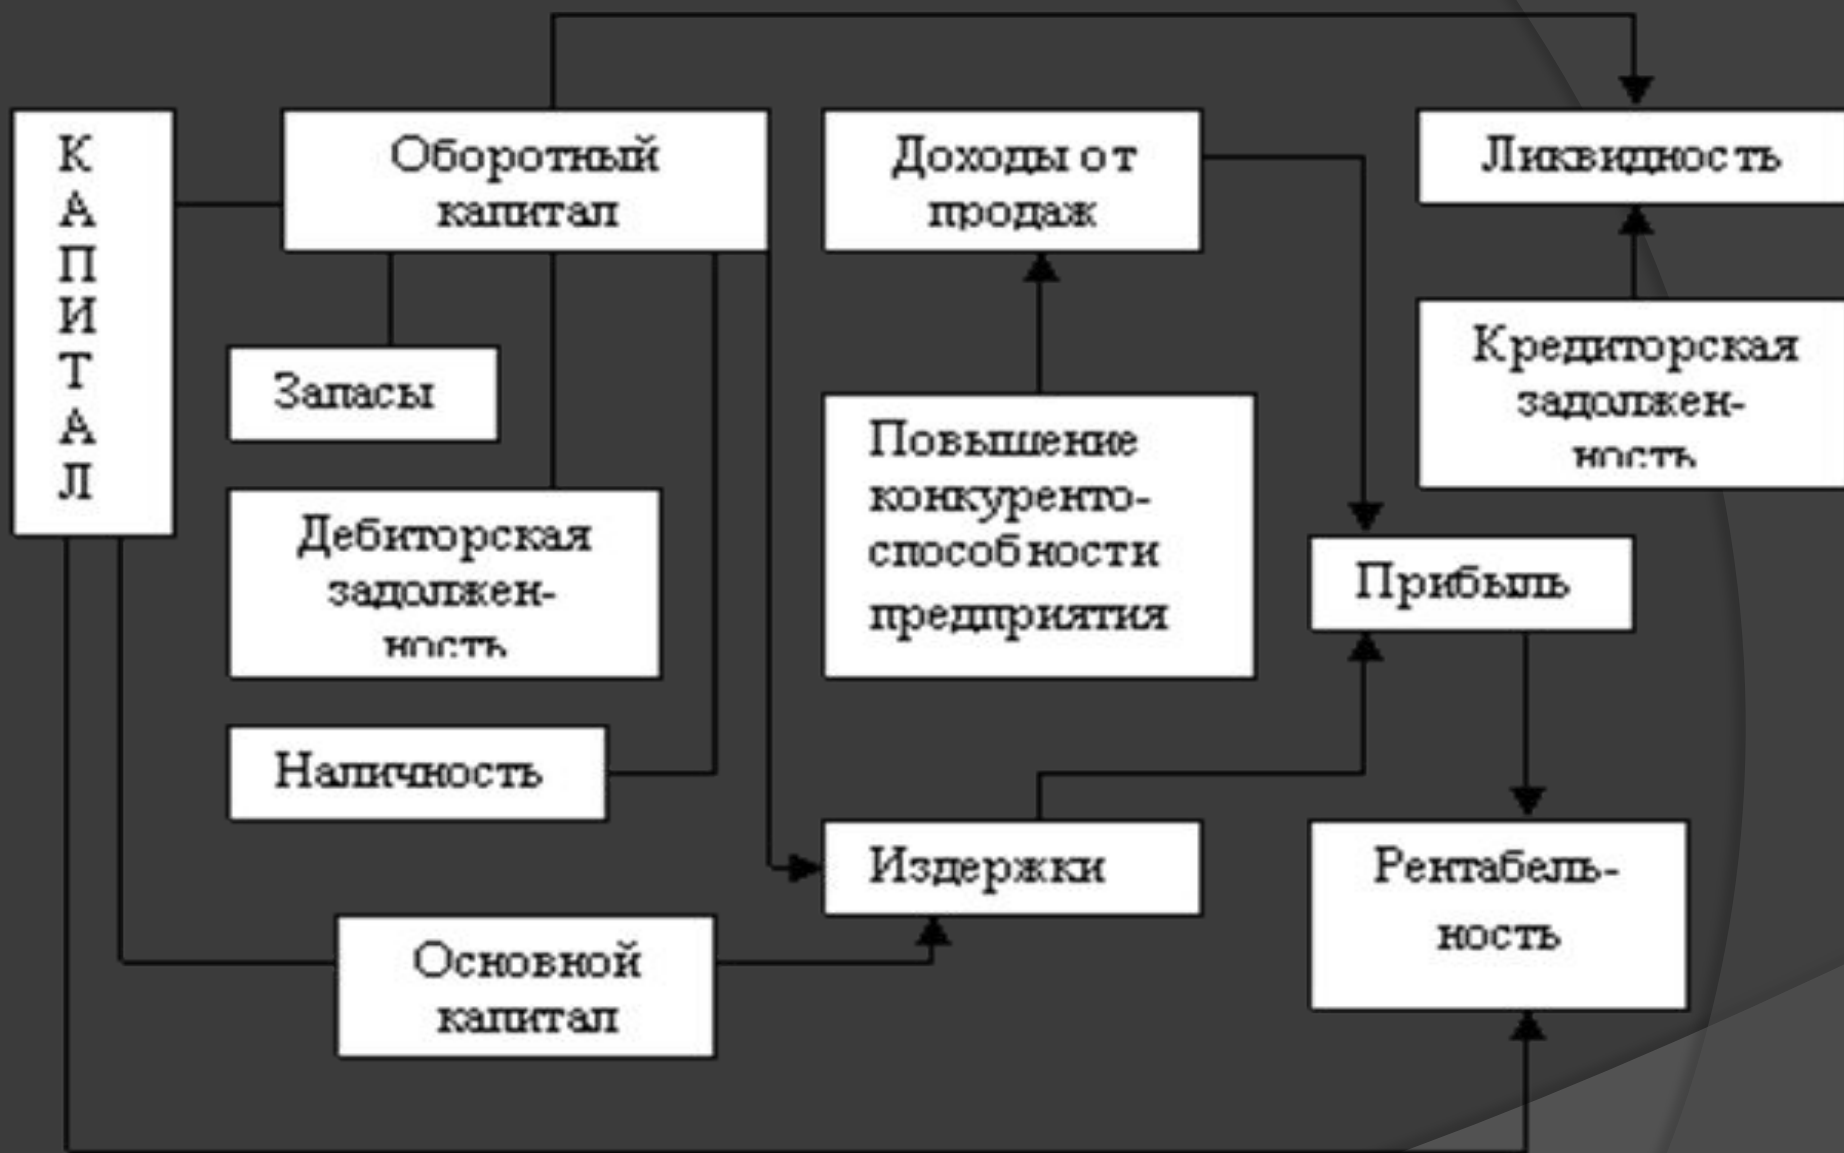 К
А
П
И
Т
А
Л
Оборотный
капитал
Запасы
Дебиторская
задолжен-
ность
Наличность
Основной
капитал
Доходы от
продаж
Повышение
конкуренто-
способности
предприятия
Издержки
Ликвидность
Кредиторская
задолжен-
ность
Прибыль
Рентабель-
ность